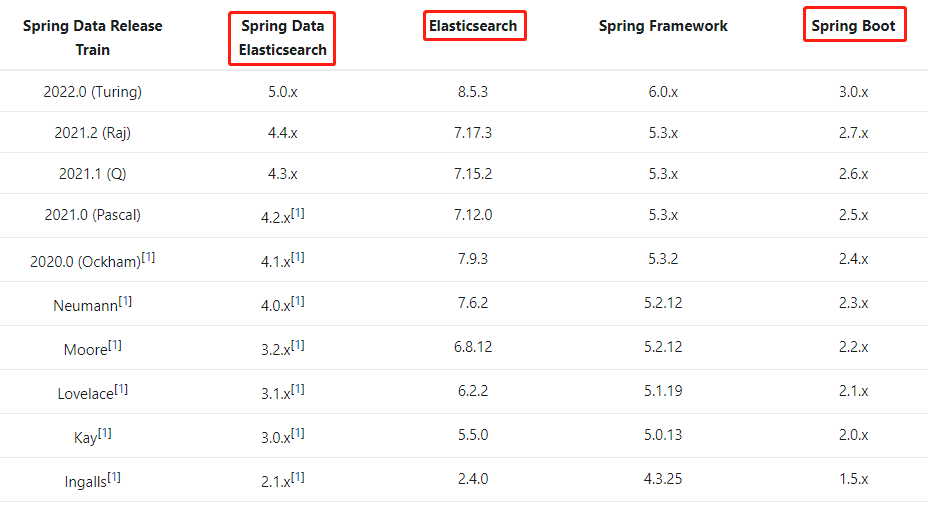 Spring Data Release Train Spring Data Elasticsearch Elasticsearch Spring Framework Spring Boot
2022.0 (Turing) 5.0.x 8.5.3 6.0.x 3.0.x
2021.2 (Raj) 4.4.x 7.17.3 5.3.x 2.7.x
2021.1 (Q) 4.3.x 7.15.2 5.3.x 2.6.x
2021.0 (Pascal) 4.2.x[1] 7.12.0 5.3.x 2.5.x
2020.0 (Ockham)[1] 4.1.x[1] 7.9.3 5.3.2 2.4.x
Neumann[1] 4.0.x[1] 7.6.2 5.2.12 2.3.x
Moore[1] 3.2.x[1] 6.8.12 5.2.12 2.2.x
Lovelace[1] 3.1.x[1] 6.2.2 5.1.19 2.1.x
Kay[1] 3.0.x[1] 5.5.0 5.0.13 2.0.x
Ingalls[1] 2.1.x[1] 2.4.0 4.3.25 1.5.x